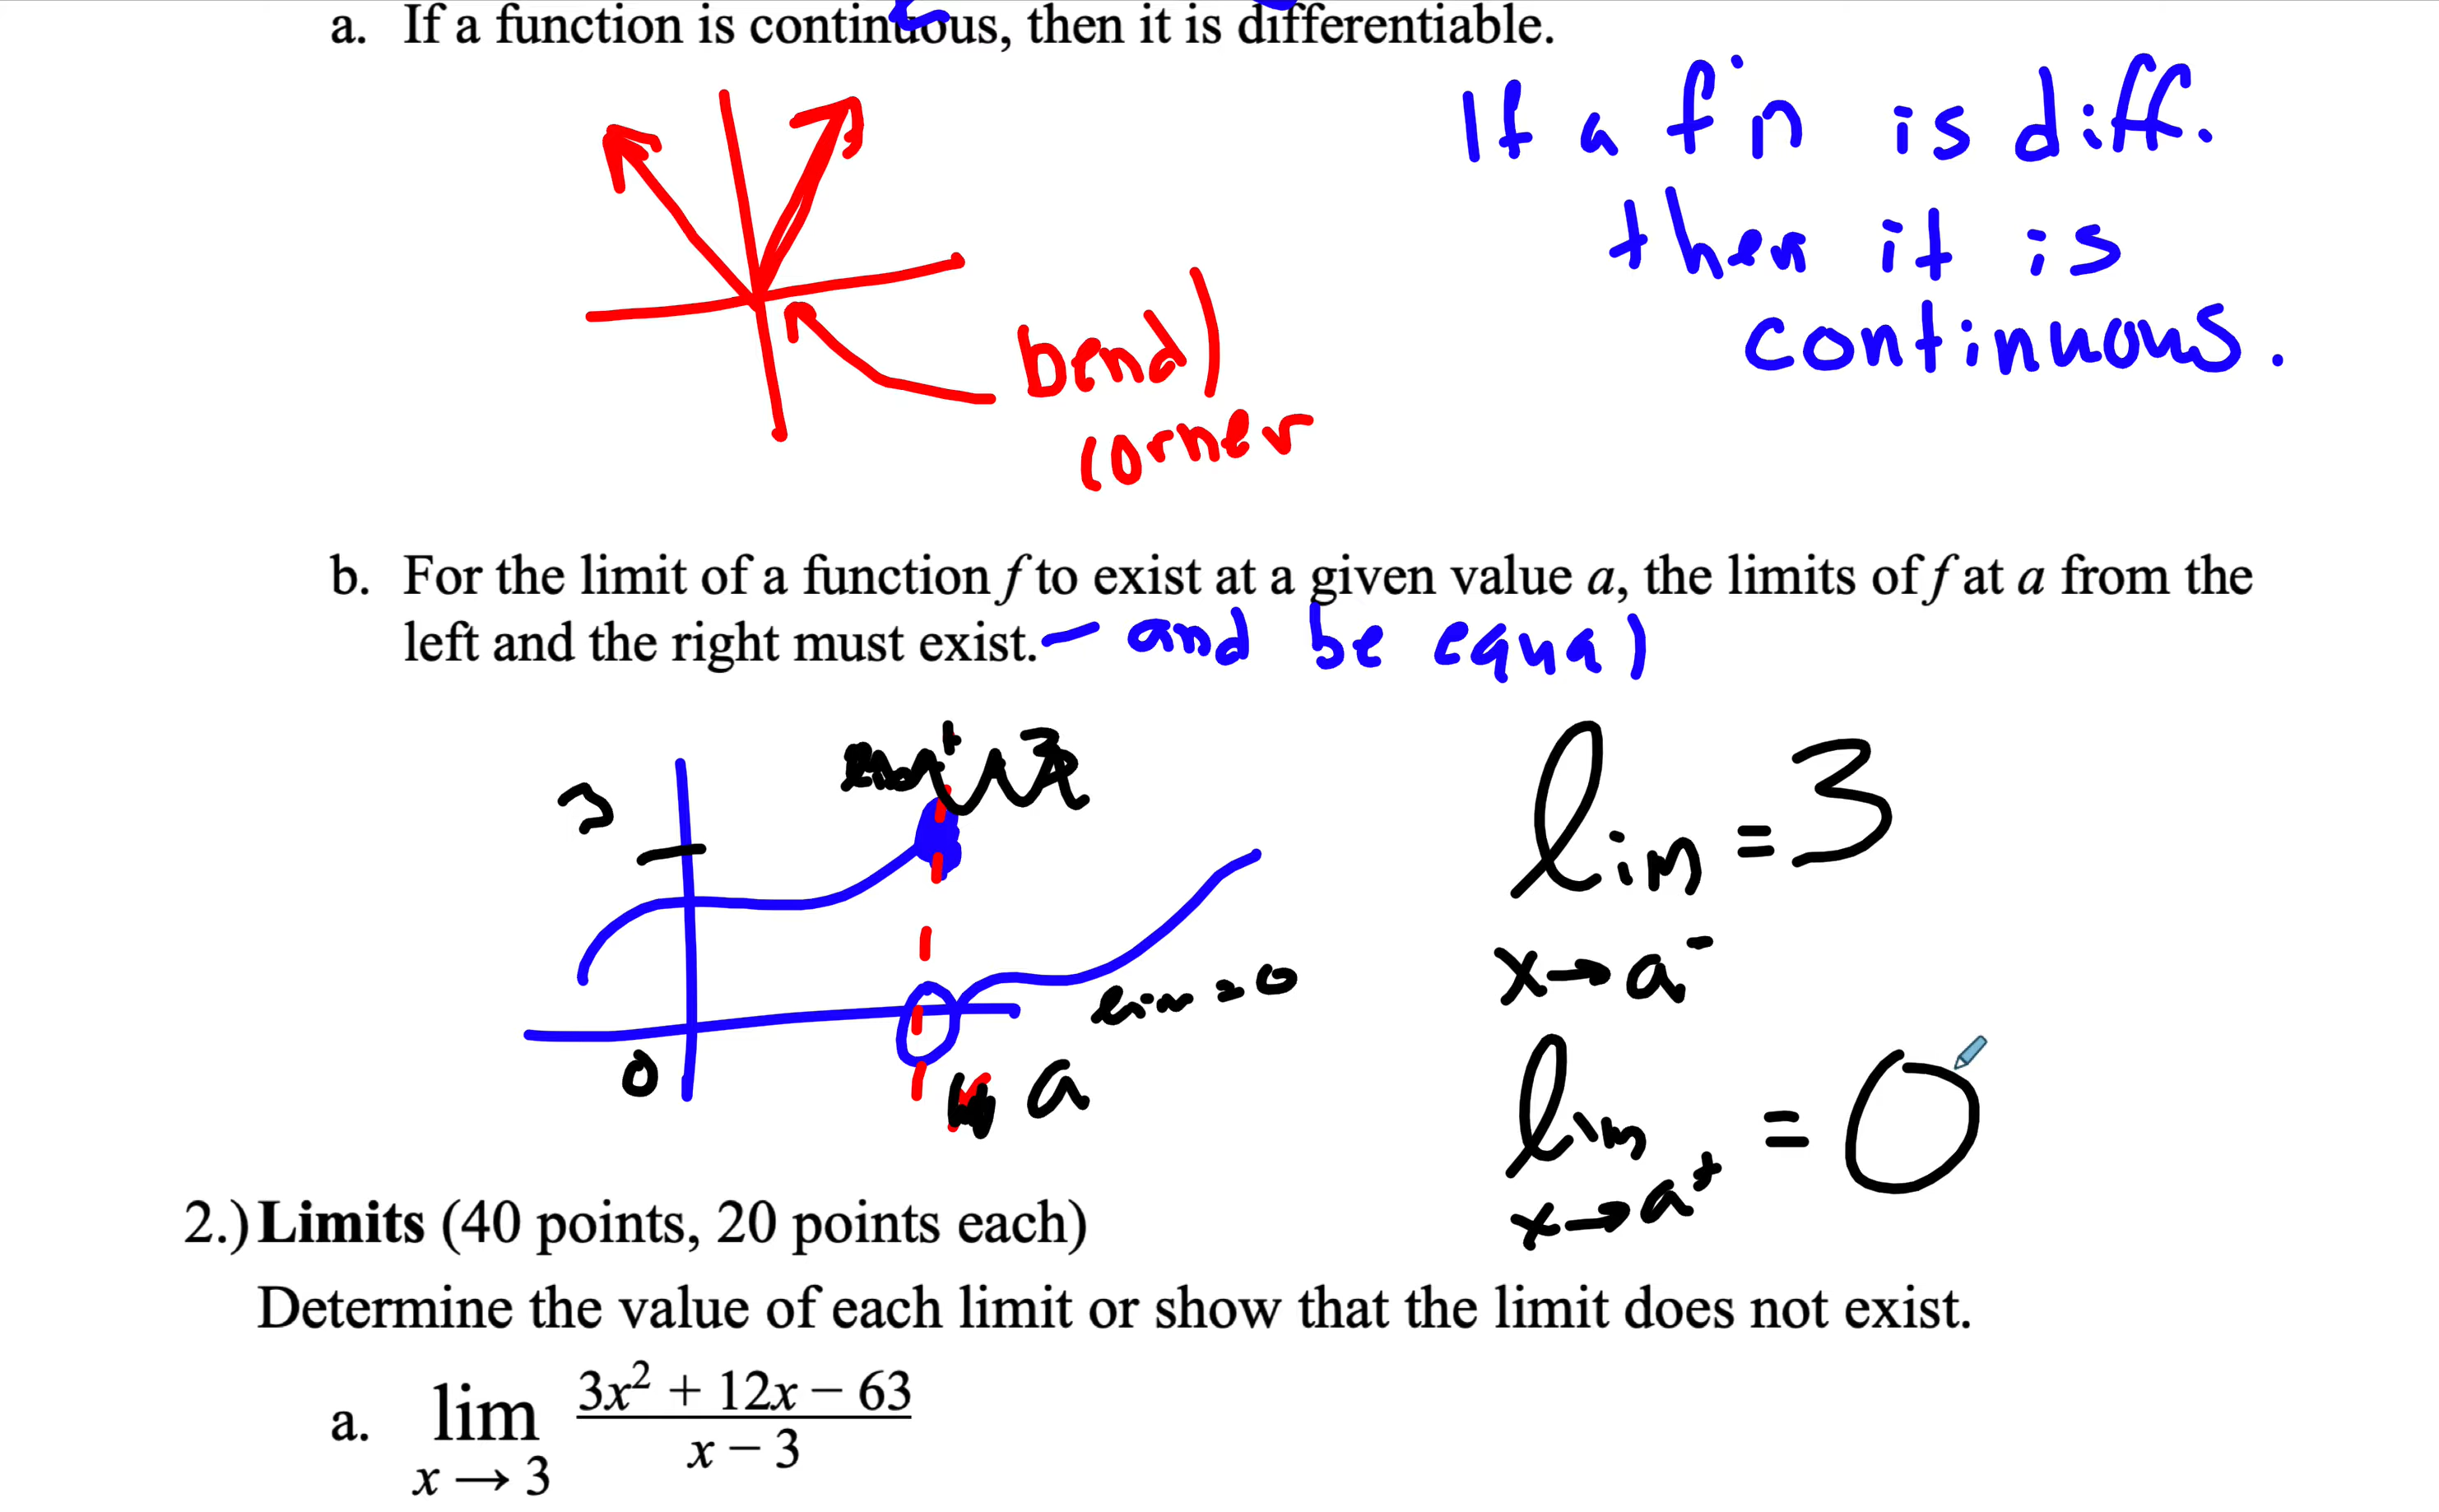 a. If a function is continuous, then it is differentiable.
If a f'n is diff.
then it is
continuous.
bend/
corner
b. For the limit of a function f to exist at a given value a, the limits of f at a from the
left and the right must exist. — and be equal
3
lim = 3
x→a⁻
lim = 0
0
a
lim = 0
x→a⁺
2.) Limits (40 points, 20 points each)
Determine the value of each limit or show that the limit does not exist.
a. lim 3x² + 12x – 63
x – 3
x → 3